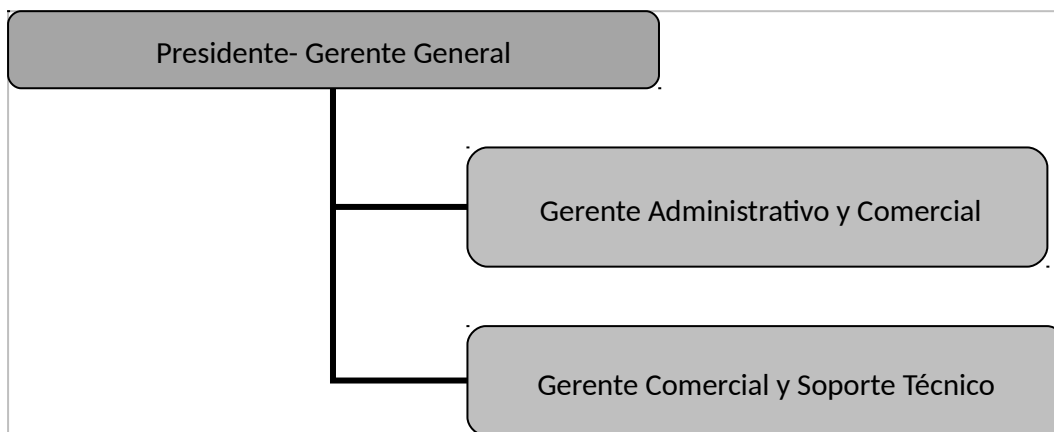 Presidente- Gerente General
Gerente Administrativo y Comercial
Gerente Comercial y Soporte Técnico